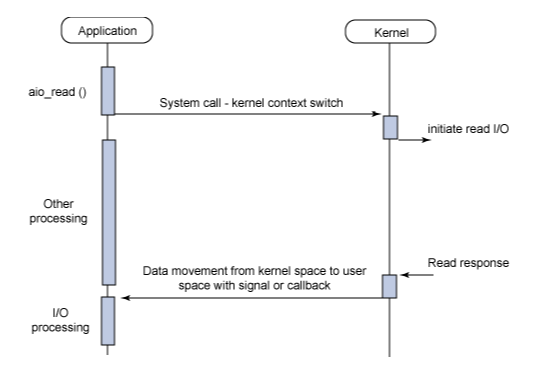 Application
Kernel
aio_read ()
System call - kernel context switch
initiate read I/O
Other
processing
Read response
Data movement from kernel space to user
space with signal or callback
I/O
processing